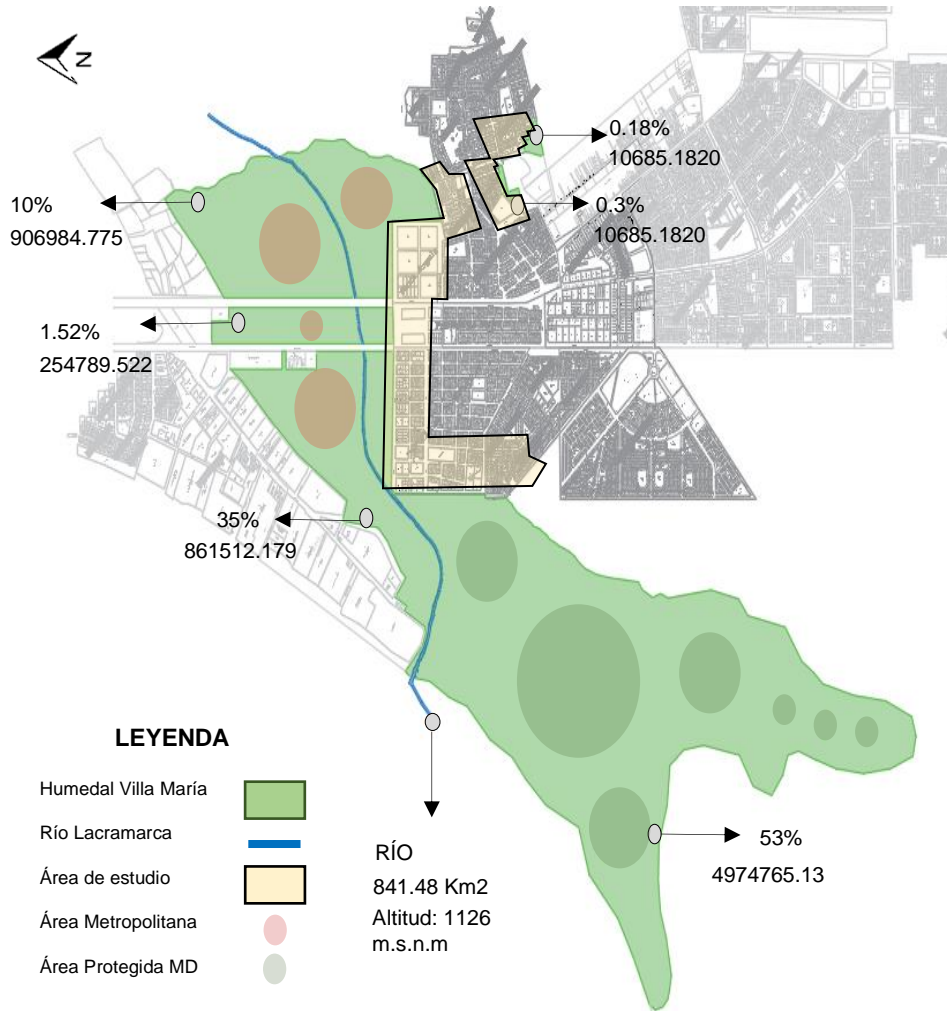 N
0.18%
10685.1820
0.3%
10685.1820
10%
906984.775
1.52%
254789.522
35%
861512.179
LEYENDA
Humedal Villa María
Río Lacramarca
Área de estudio
Área Metropolitana
Área Protegida MD
RÍO
841.48 Km2
Altitud: 1126
m.s.n.m
53%
4974765.13